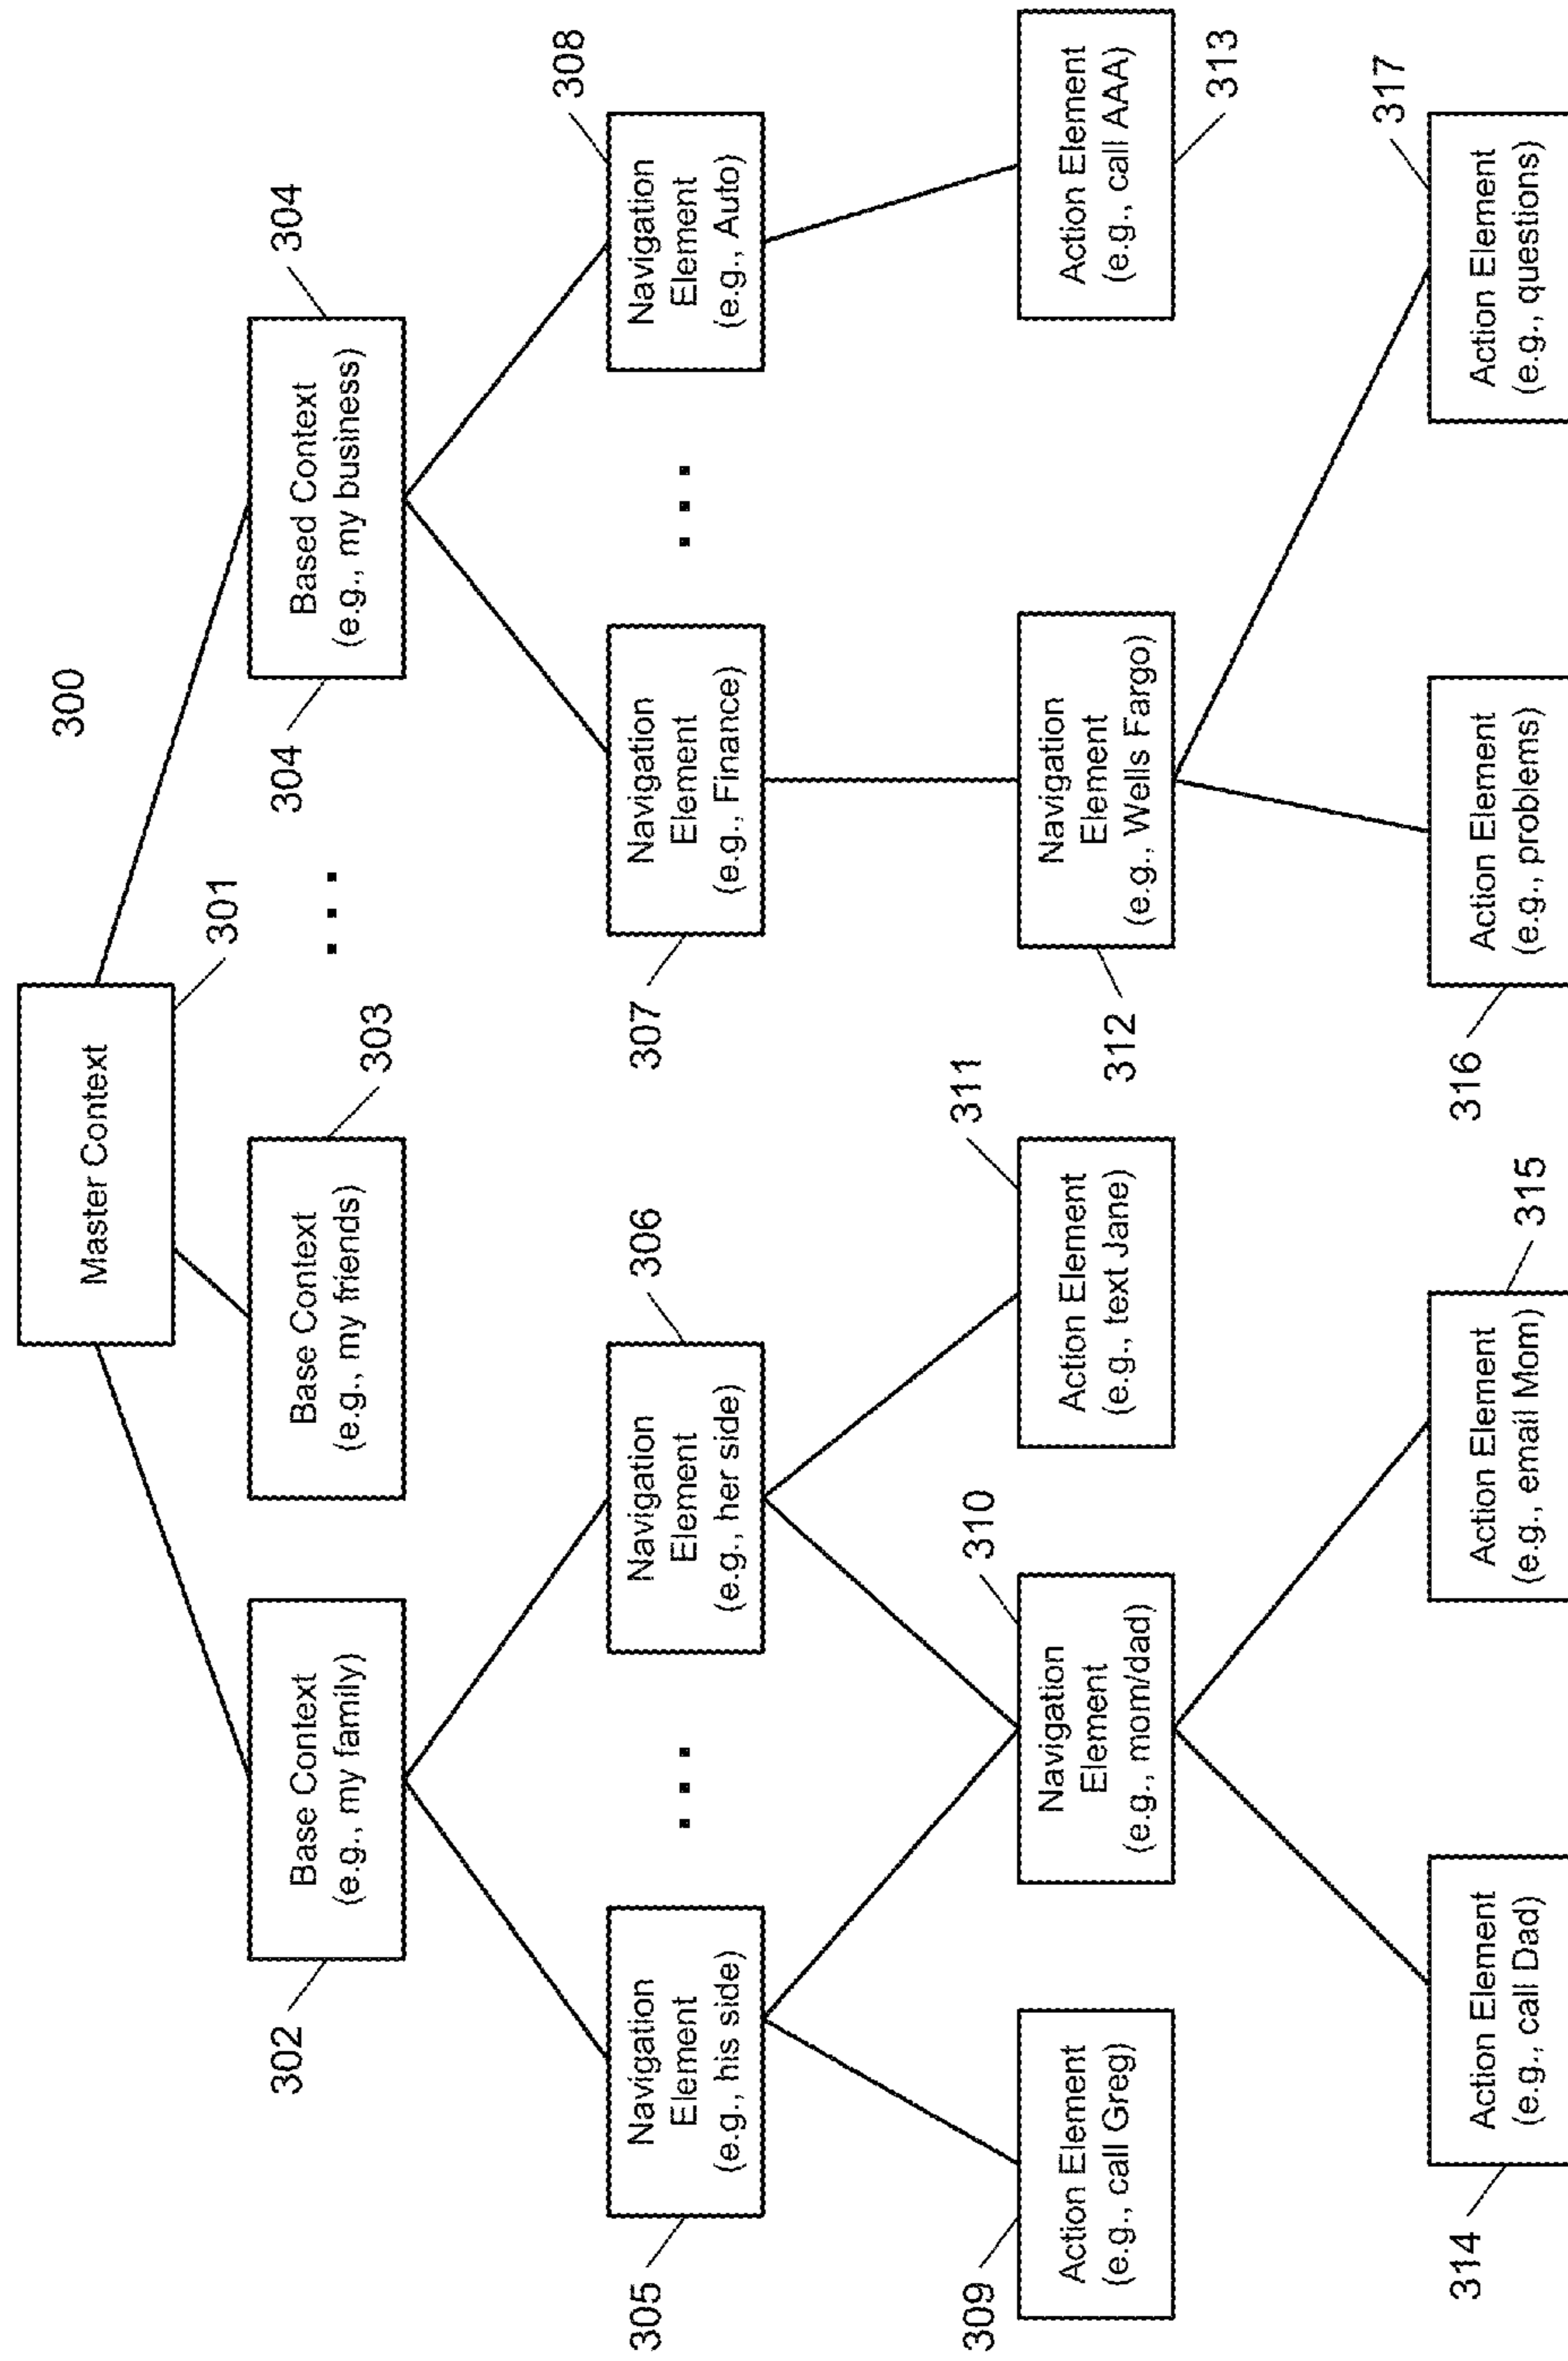 300
Master Context
301
Base Context
(e.g., my family)
302
Base Context
(e.g., my friends)
303
. . .
304
Based Context
(e.g., my business)
304
305
Navigation
Element
(e.g., his side)
. . .
Navigation
Element
(e.g., her side)
306
307
Navigation
Element
(e.g., Finance)
. . .
Navigation
Element
(e.g., Auto)
308
309
Action Element
(e.g., call Greg)
310
Navigation
Element
(e.g., mom/dad)
311
Action Element
(e.g., text Jane)
312
Navigation
Element
(e.g., Wells Fargo)
Action Element
(e.g., call AAA)
313
314
Action Element
(e.g., call Dad)
Action Element
(e.g., email Mom)
315
316
Action Element
(e.g., problems)
Action Element
(e.g., questions)
317